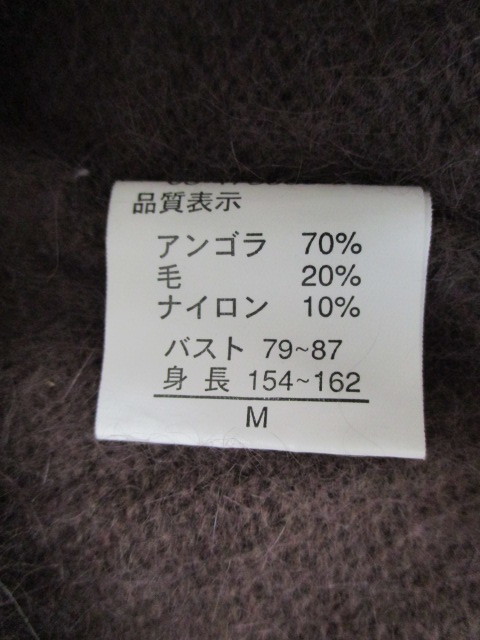 品質表示
アンゴラ 70%
毛 20%
ナイロン 10%
バスト 79~87
身長 154~162
M